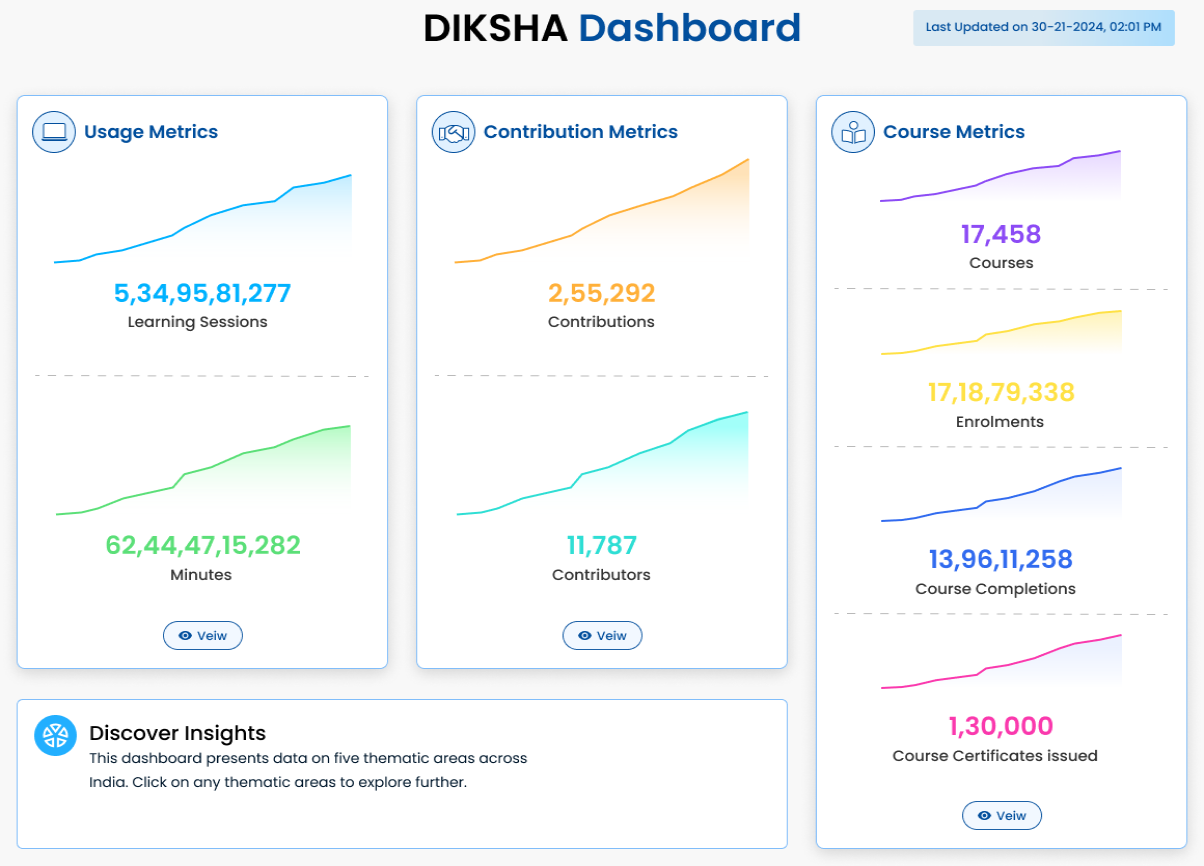 DIKSHA Dashboard
Last Updated on 30-21-2024, 02:01 PM
Usage Metrics
5,34,95,81,277
Learning Sessions
62,44,47,15,282
Minutes
Veiw
Contribution Metrics
2,55,292
Contributions
11,787
Contributors
Veiw
Course Metrics
17,458
Courses
17,18,79,338
Enrolments
13,96,11,258
Course Completions
1,30,000
Course Certificates issued
Veiw
Discover Insights
This dashboard presents data on five thematic areas across
India. Click on any thematic areas to explore further.